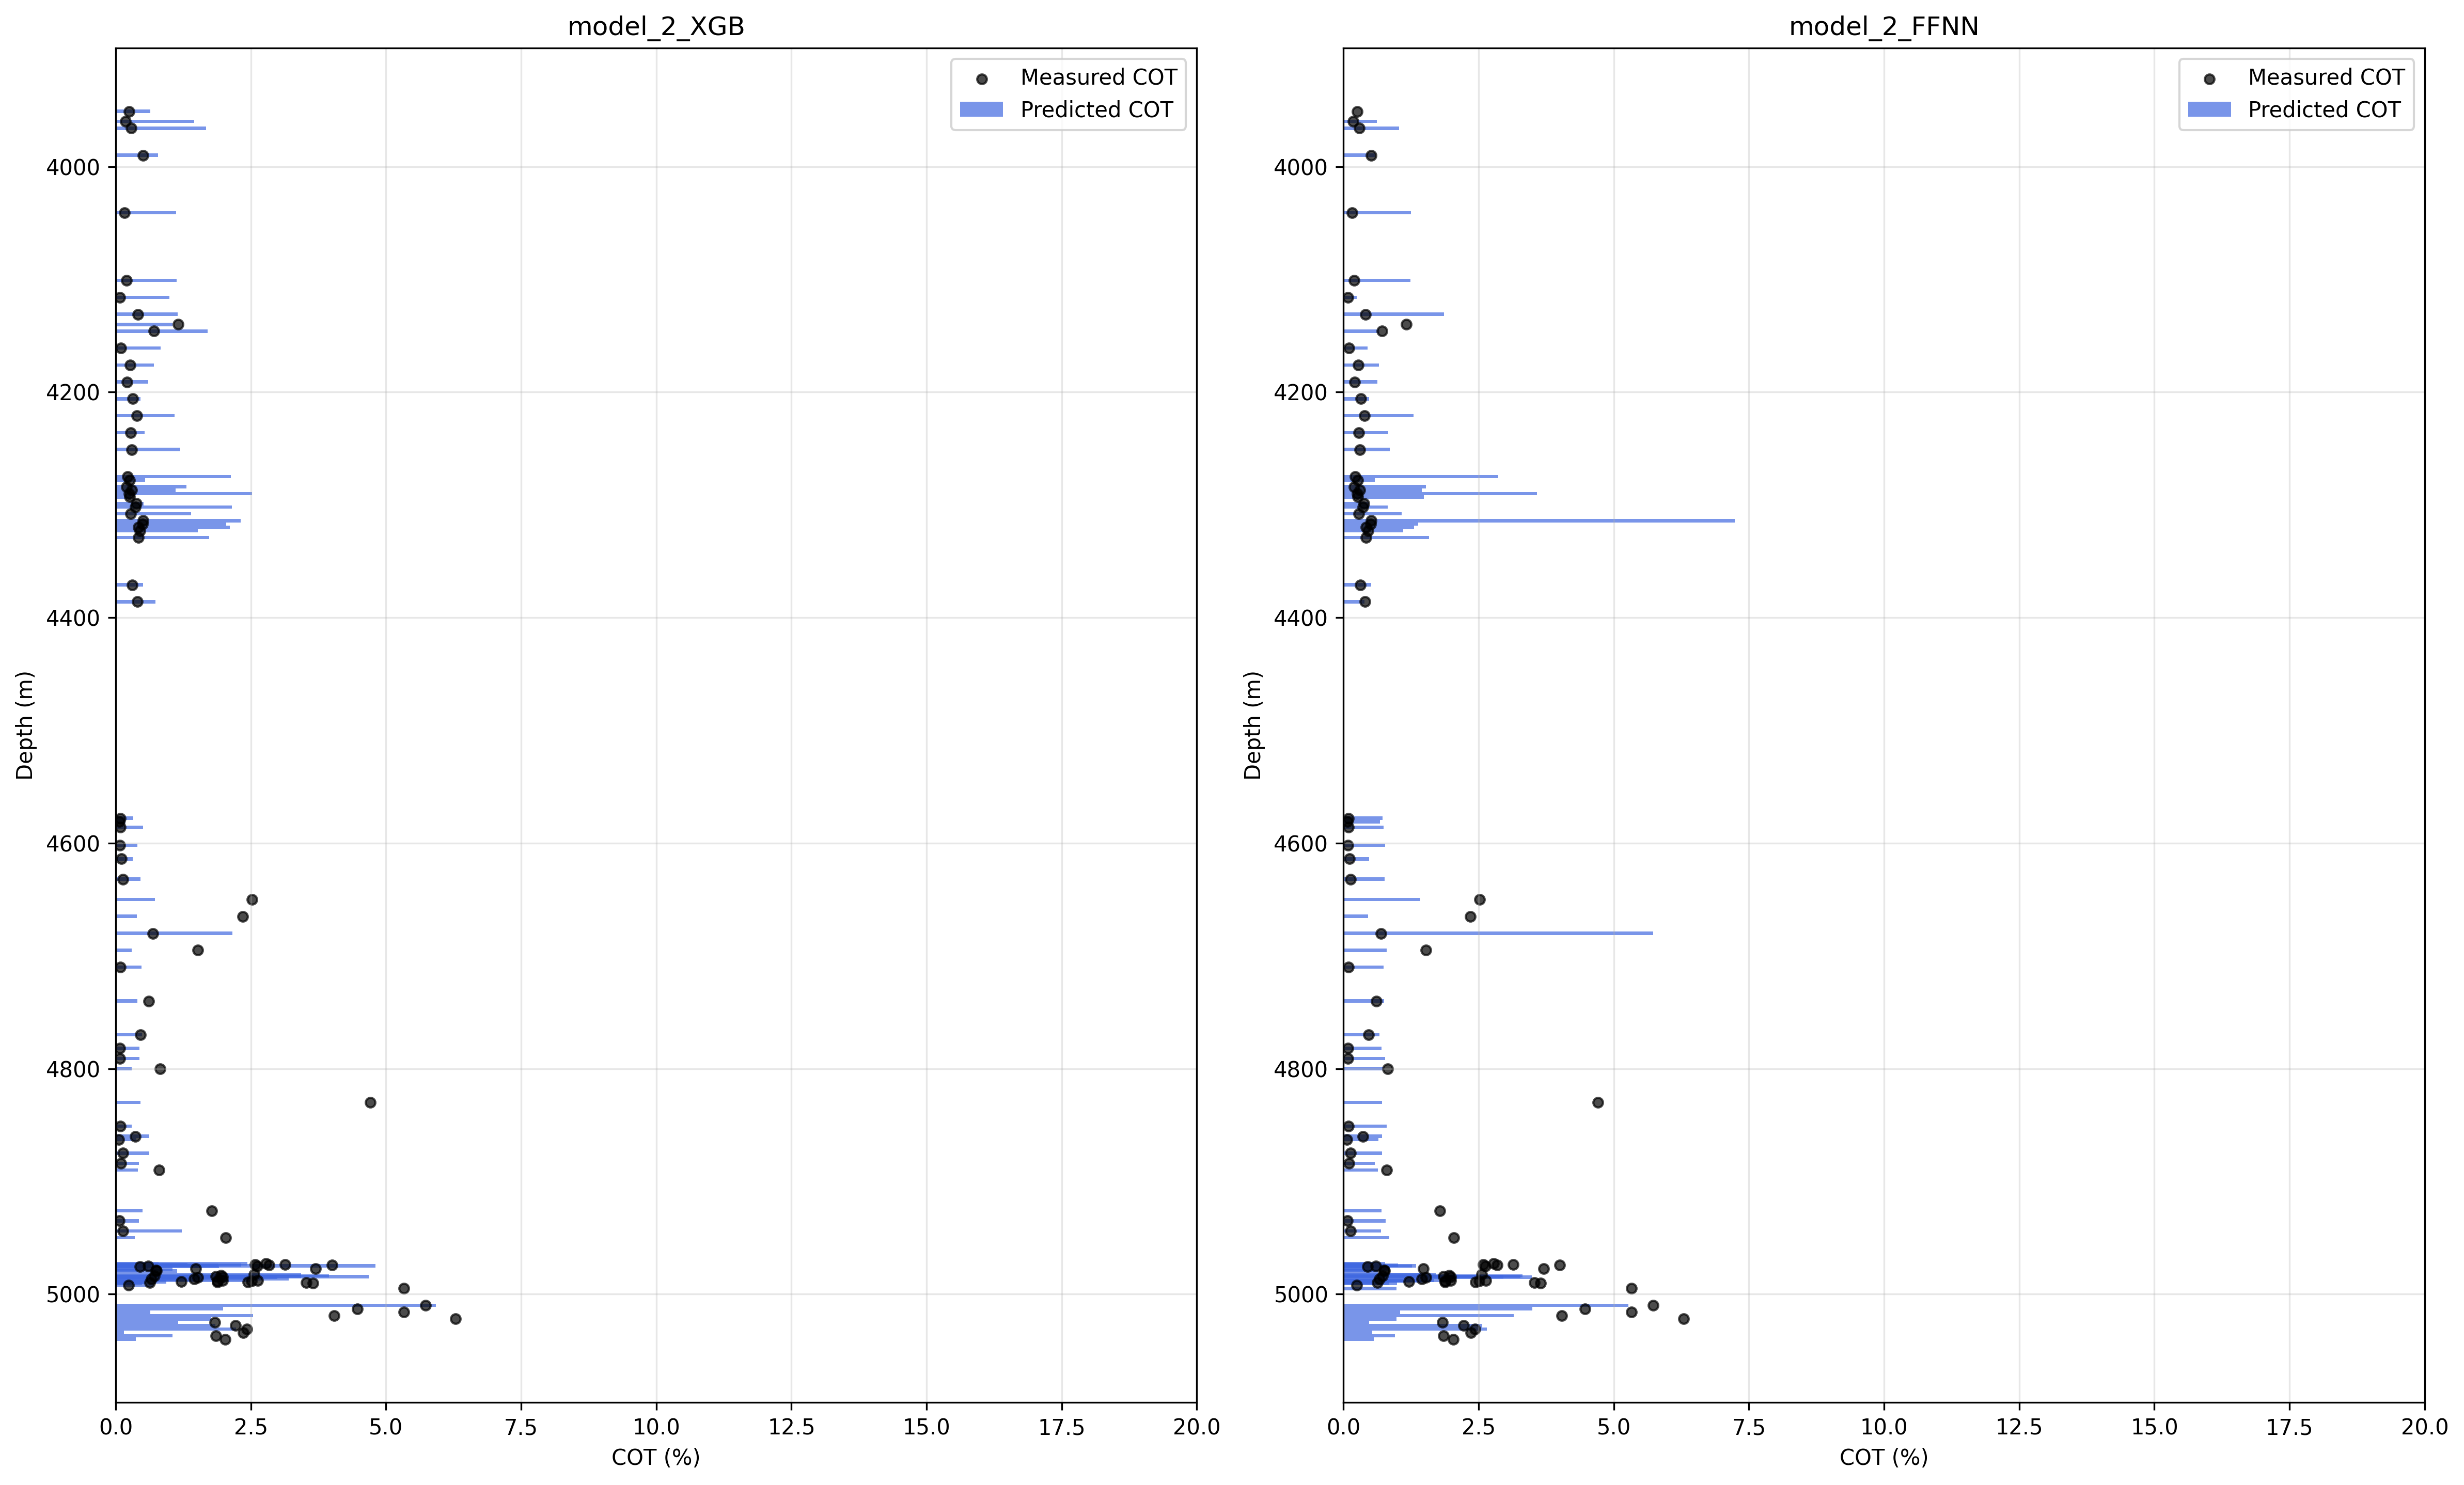 model_2_XGB
Measured COT
Predicted COT
Depth (m)
4000
4200
4400
4600
4800
5000
0.0 2.5 5.0 7.5 10.0 12.5 15.0 17.5 20.0
COT (%)
model_2_FFNN
Measured COT
Predicted COT
Depth (m)
4000
4200
4400
4600
4800
5000
0.0 2.5 5.0 7.5 10.0 12.5 15.0 17.5 20.0
COT (%)